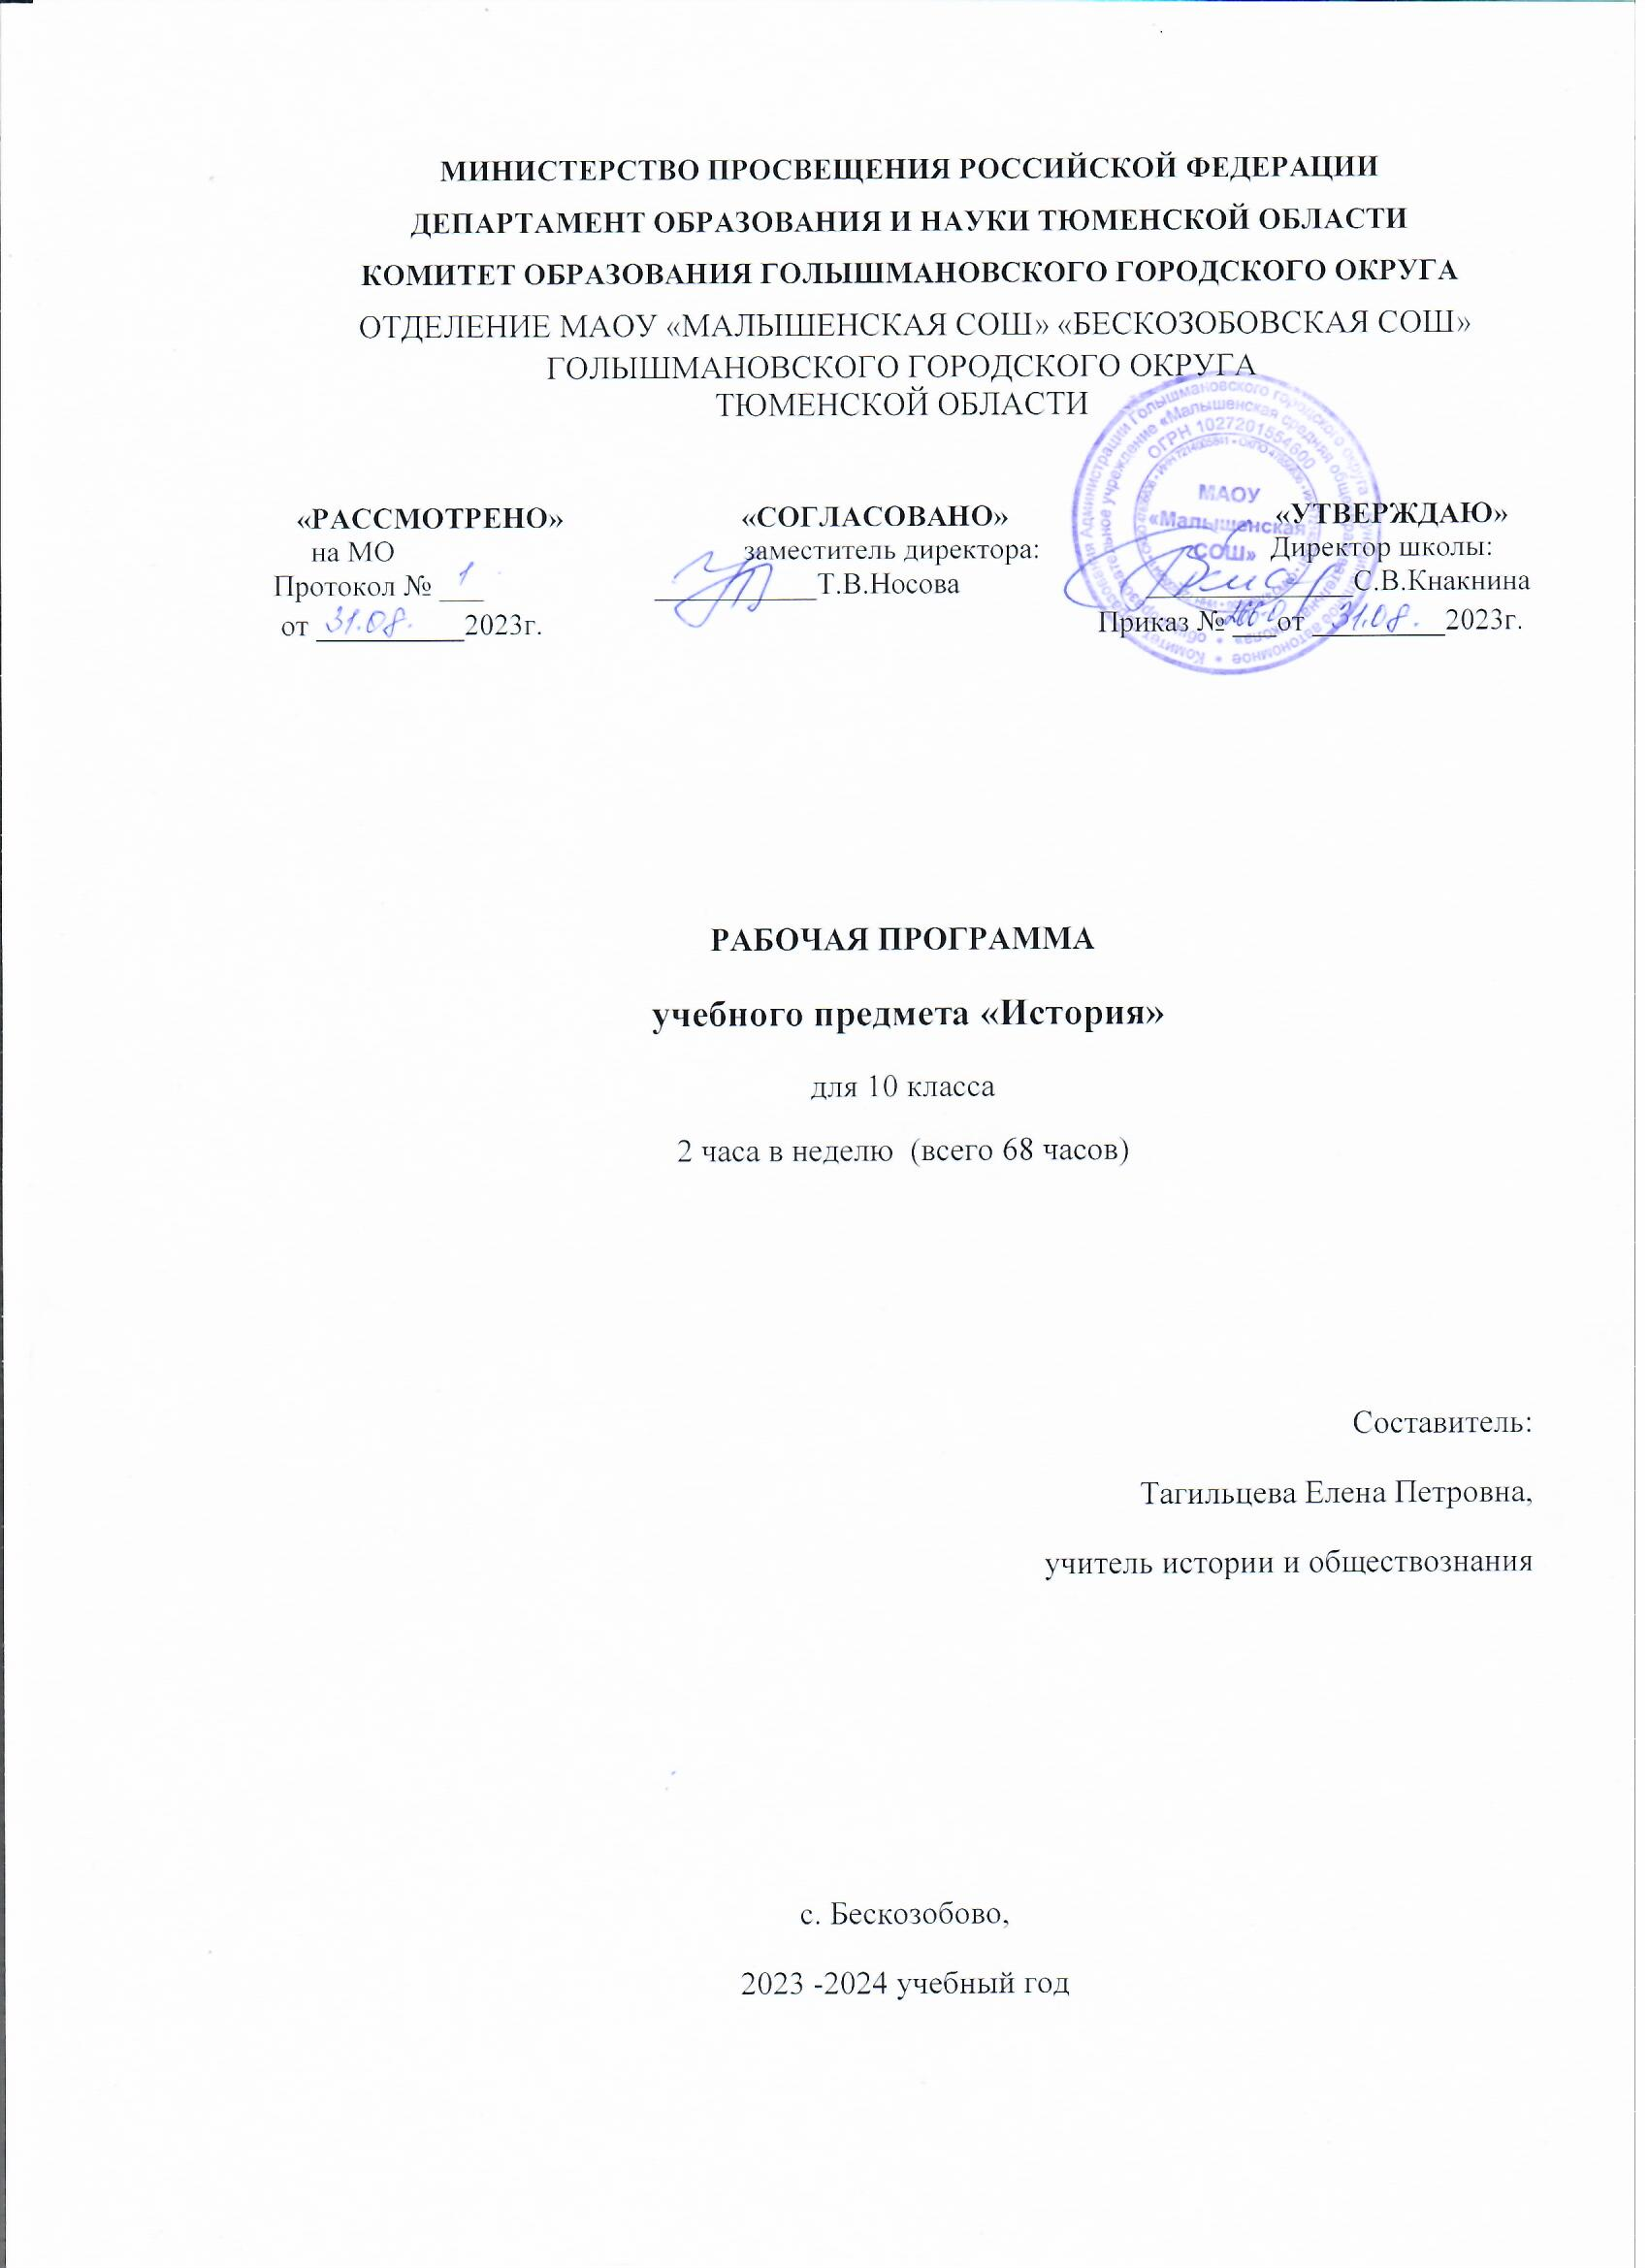 МИНИСТЕРСТВО ПРОСВЕЩЕНИЯ РОССИЙСКОЙ ФЕДЕРАЦИИ
ДЕПАРТАМЕНТ ОБРАЗОВАНИЯ И НАУКИ ТЮМЕНСКОЙ ОБЛАСТИ
КОМИТЕТ ОБРАЗОВАНИЯ ГОЛЫШМАНОВСКОГО ГОРОДСКОГО ОКРУГА
ОТДЕЛЕНИЕ МАОУ «МАЛЫШЕНСКАЯ СОШ» «БЕСКОЗОБОВСКАЯ СОШ»
ГОЛЫШМАНОВСКОГО ГОРОДСКОГО ОКРУГА
ТЮМЕНСКОЙ ОБЛАСТИ
«РАССМОТРЕНО»
на МО
Протокол № 1
от 31.08. 2023г.
«СОГЛАСОВАНО»
заместитель директора:
Т.В.Носова
«УТВЕРЖДАЮ»
Директор школы:
С.В.Кнакнина
Приказ № от 31.08. 2023г.
ОГРН 1027201554600
МАОУ
«Малышенская
СОШ»
РАБОЧАЯ ПРОГРАММА
учебного предмета «История»
для 10 класса
2 часа в неделю (всего 68 часов)
Составитель:
Тагильцева Елена Петровна,
учитель истории и обществознания
с. Бескозобово,
2023 -2024 учебный год